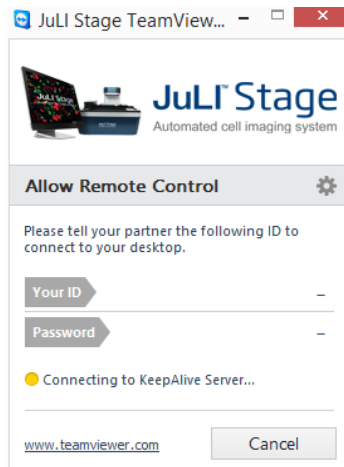 JuLI Stage TeamView...
JuLI™ Stage
Automated cell imaging system
Allow Remote Control
Please tell your partner the following ID to
connect to your desktop.
Your ID –
Password –
Connecting to KeepAlive Server...
www.teamviewer.com
Cancel